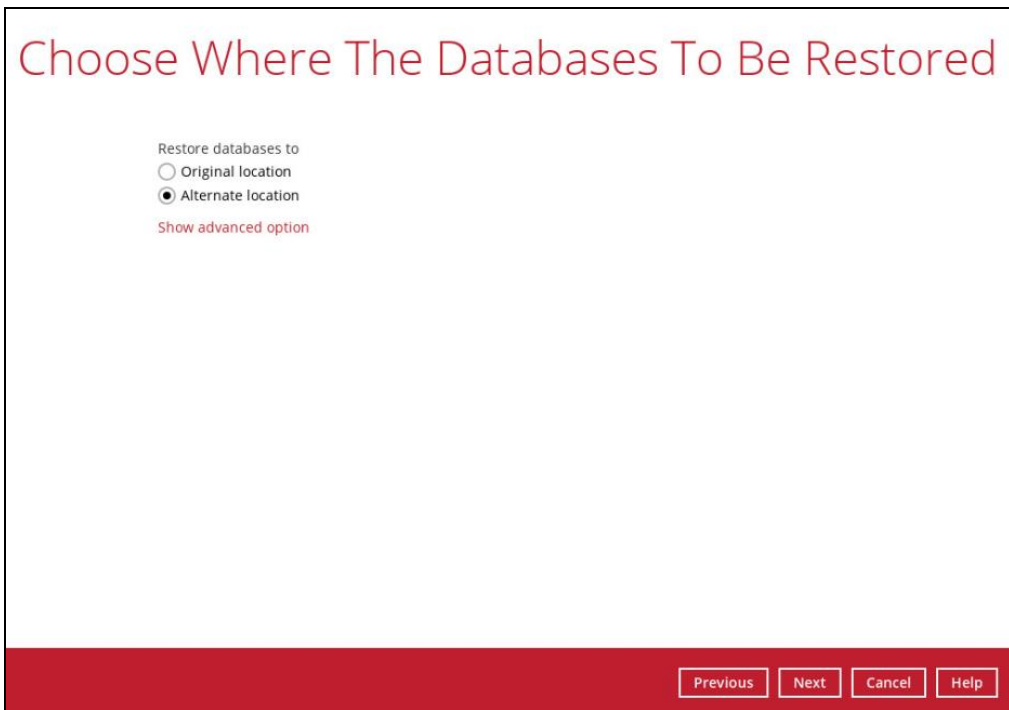 Choose Where The Databases To Be Restored
Restore databases to
Original location
Alternate location
Show advanced option
Previous Next Cancel Help